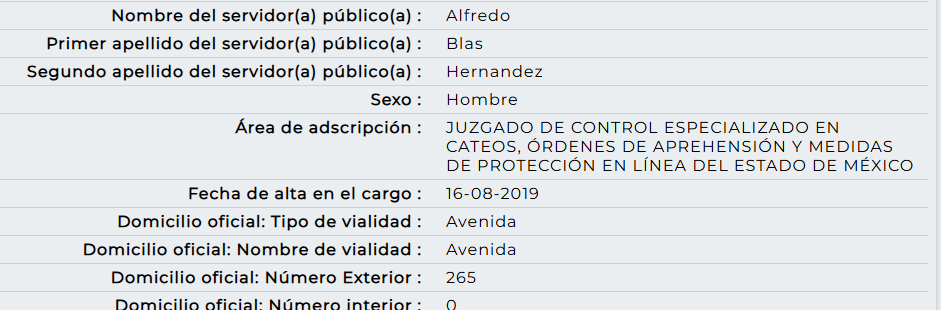 Nombre del servidor(a) público(a) : Alfredo
Primer apellido del servidor(a) público(a) : Blas
Segundo apellido del servidor(a) público(a) : Hernandez
Sexo : Hombre
Área de adscripción : JUZGADO DE CONTROL ESPECIALIZADO EN
CATEOS, ÓRDENES DE APREHENSIÓN Y MEDIDAS
DE PROTECCIÓN EN LÍNEA DEL ESTADO DE MÉXICO
Fecha de alta en el cargo : 16-08-2019
Domicilio oficial: Tipo de vialidad : Avenida
Domicilio oficial: Nombre de vialidad : Avenida
Domicilio oficial: Número Exterior : 265
Domicilio oficial: Número interior : 0